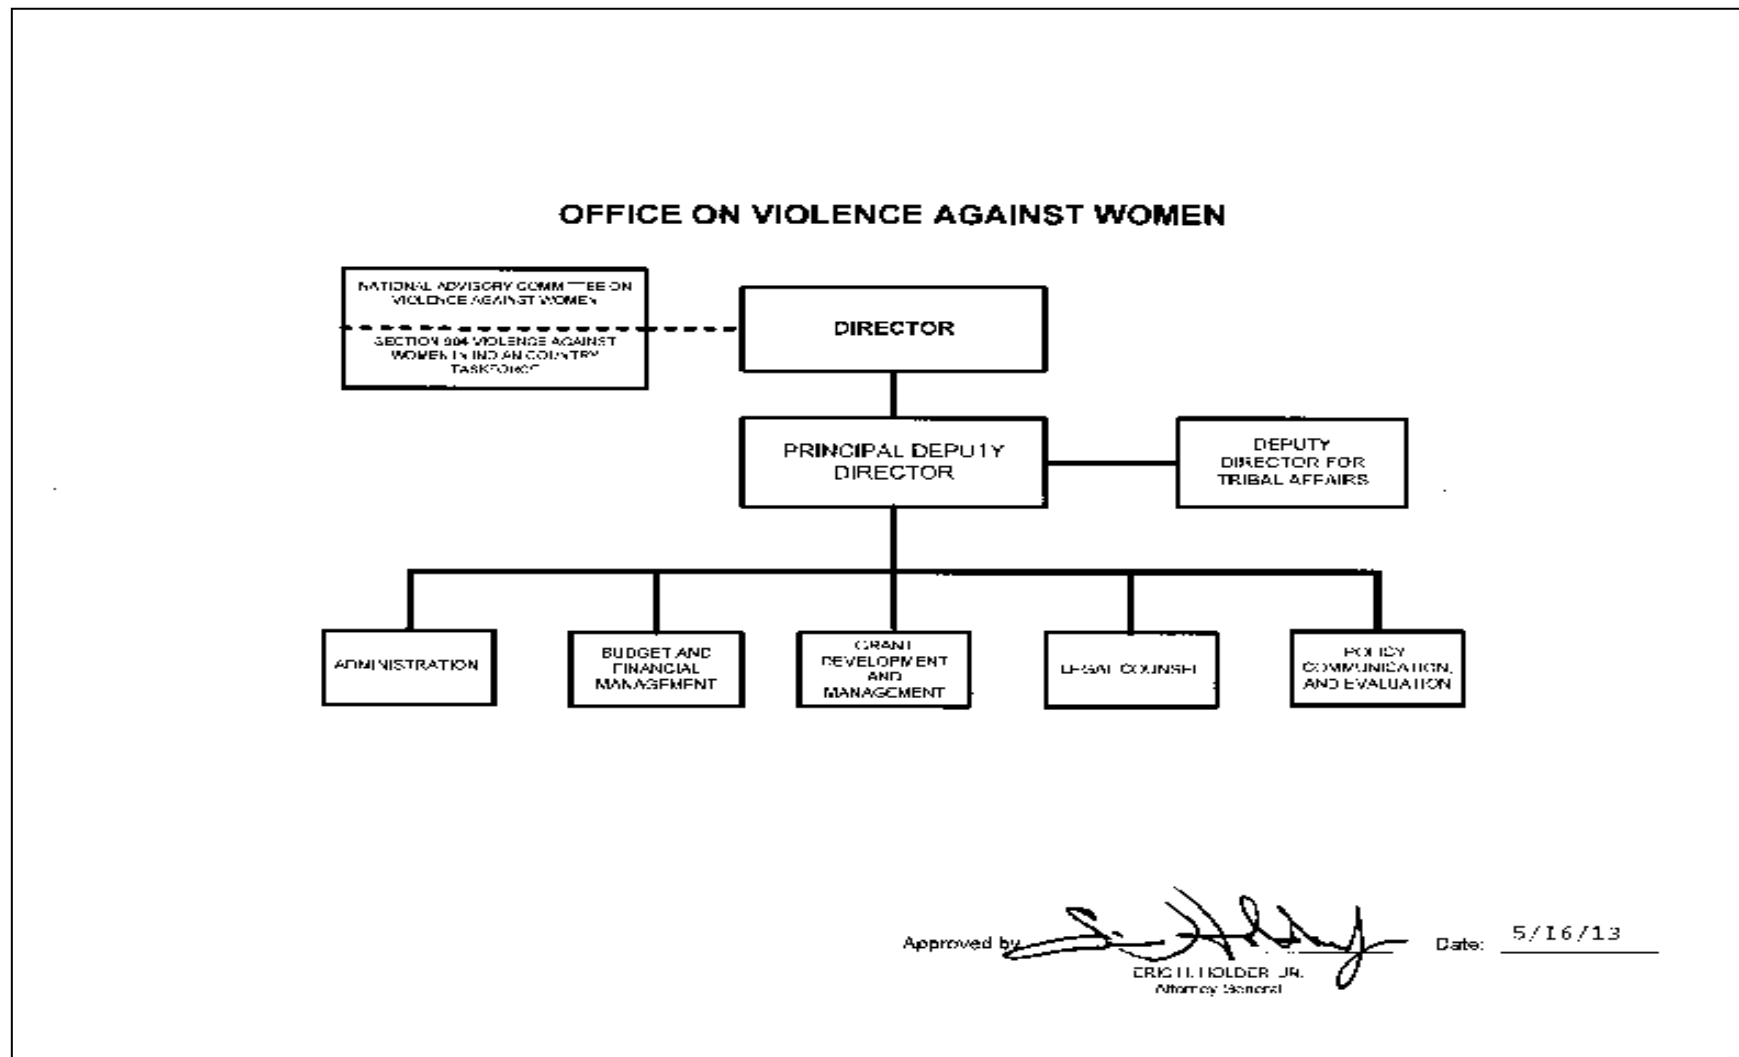 OFFICE ON VIOLENCE AGAINST WOMEN
NATIONAL ADVISORY COMMITTEE ON
VIOLENCE AGAINST WOMEN
SECTION 904 VIOLENCE AGAINST
WOMEN IN INDIAN COUNTRY
TASKFORCE
DIRECTOR
PRINCIPAL DEPUTY
DIRECTOR
DEPUTY
DIRECTOR FOR
TRIBAL AFFAIRS
ADMINISTRATION
BUDGET AND
FINANCIAL
MANAGEMENT
GRANT
DEVELOPMENT
AND
MANAGEMENT
LEGAL COUNSEL
POLICY
COMMUNICATION,
AND EVALUATION
Approved by
ERIC H. HOLDER, JR.
Attorney General
Date: 5/16/13